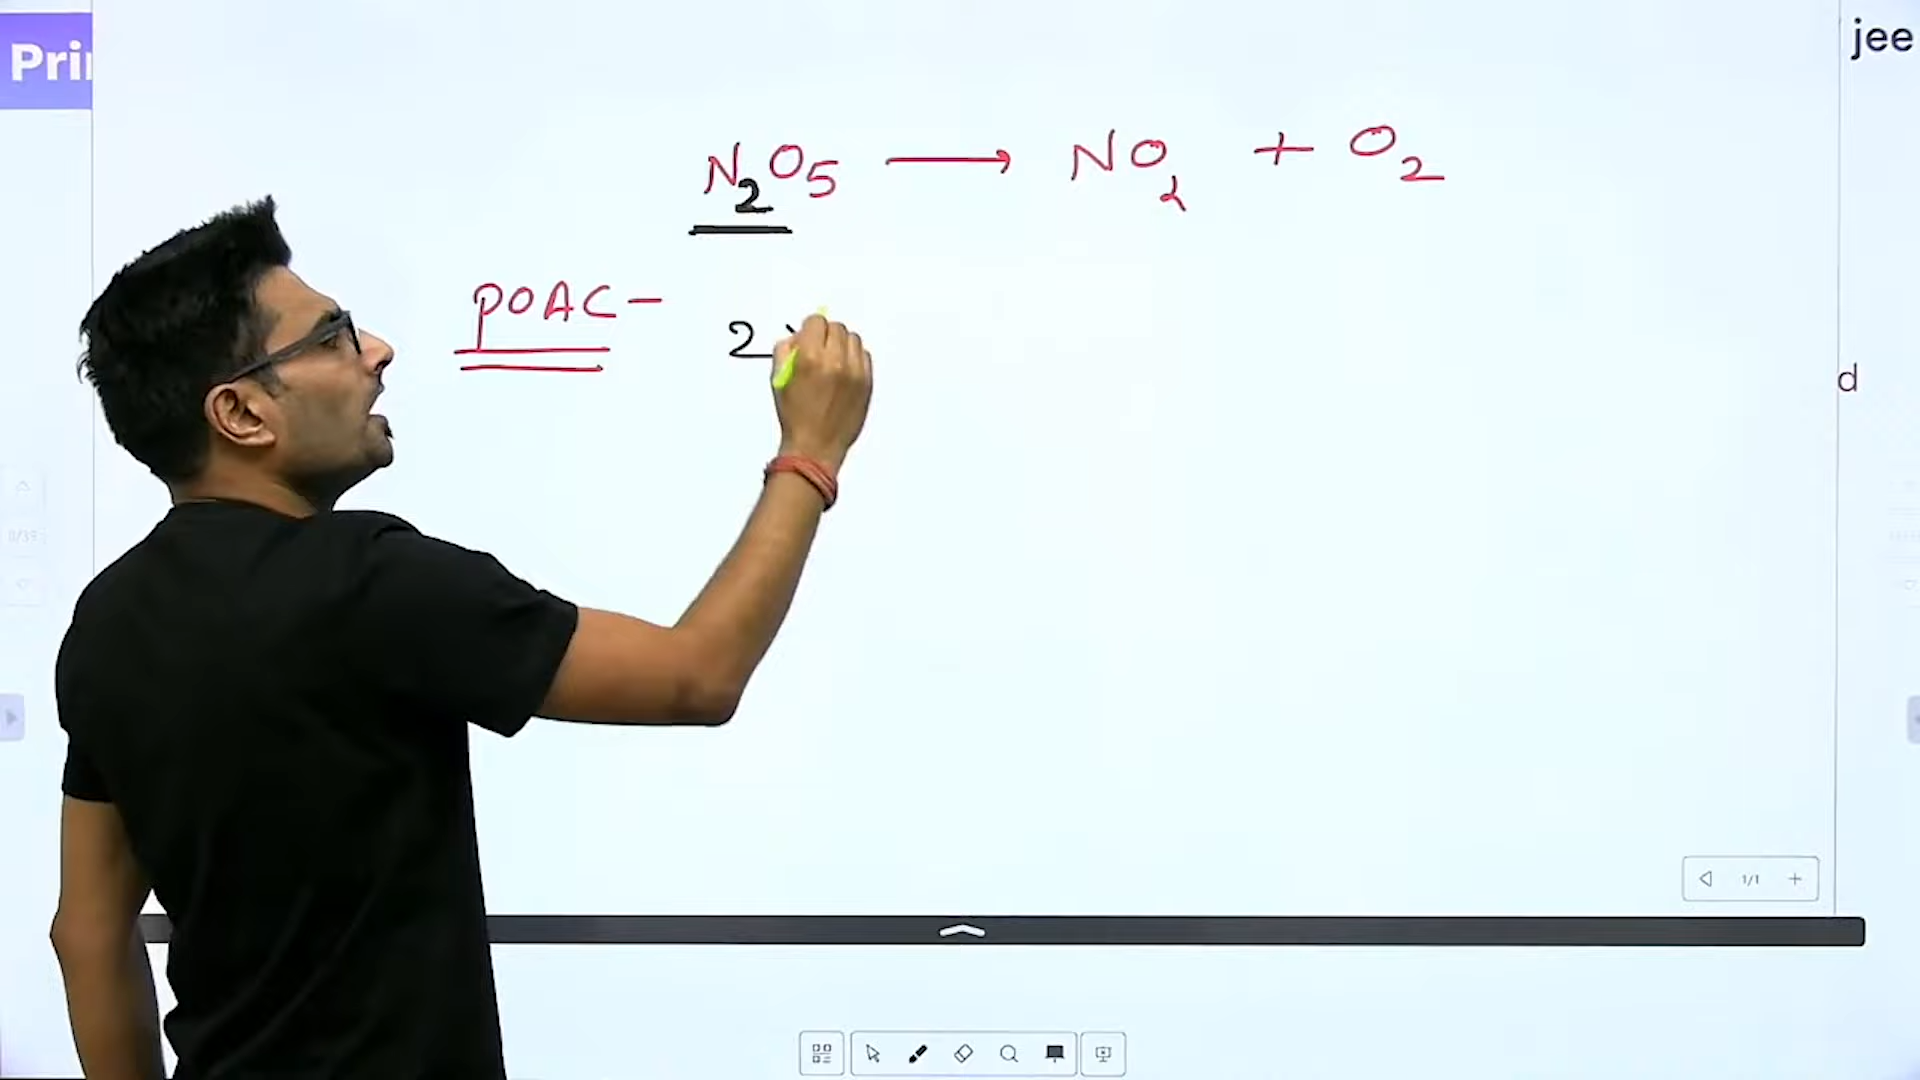 Pri
jee
N2O5 ⟶ NO2 + O2
POAC -
2
d
1/1 +